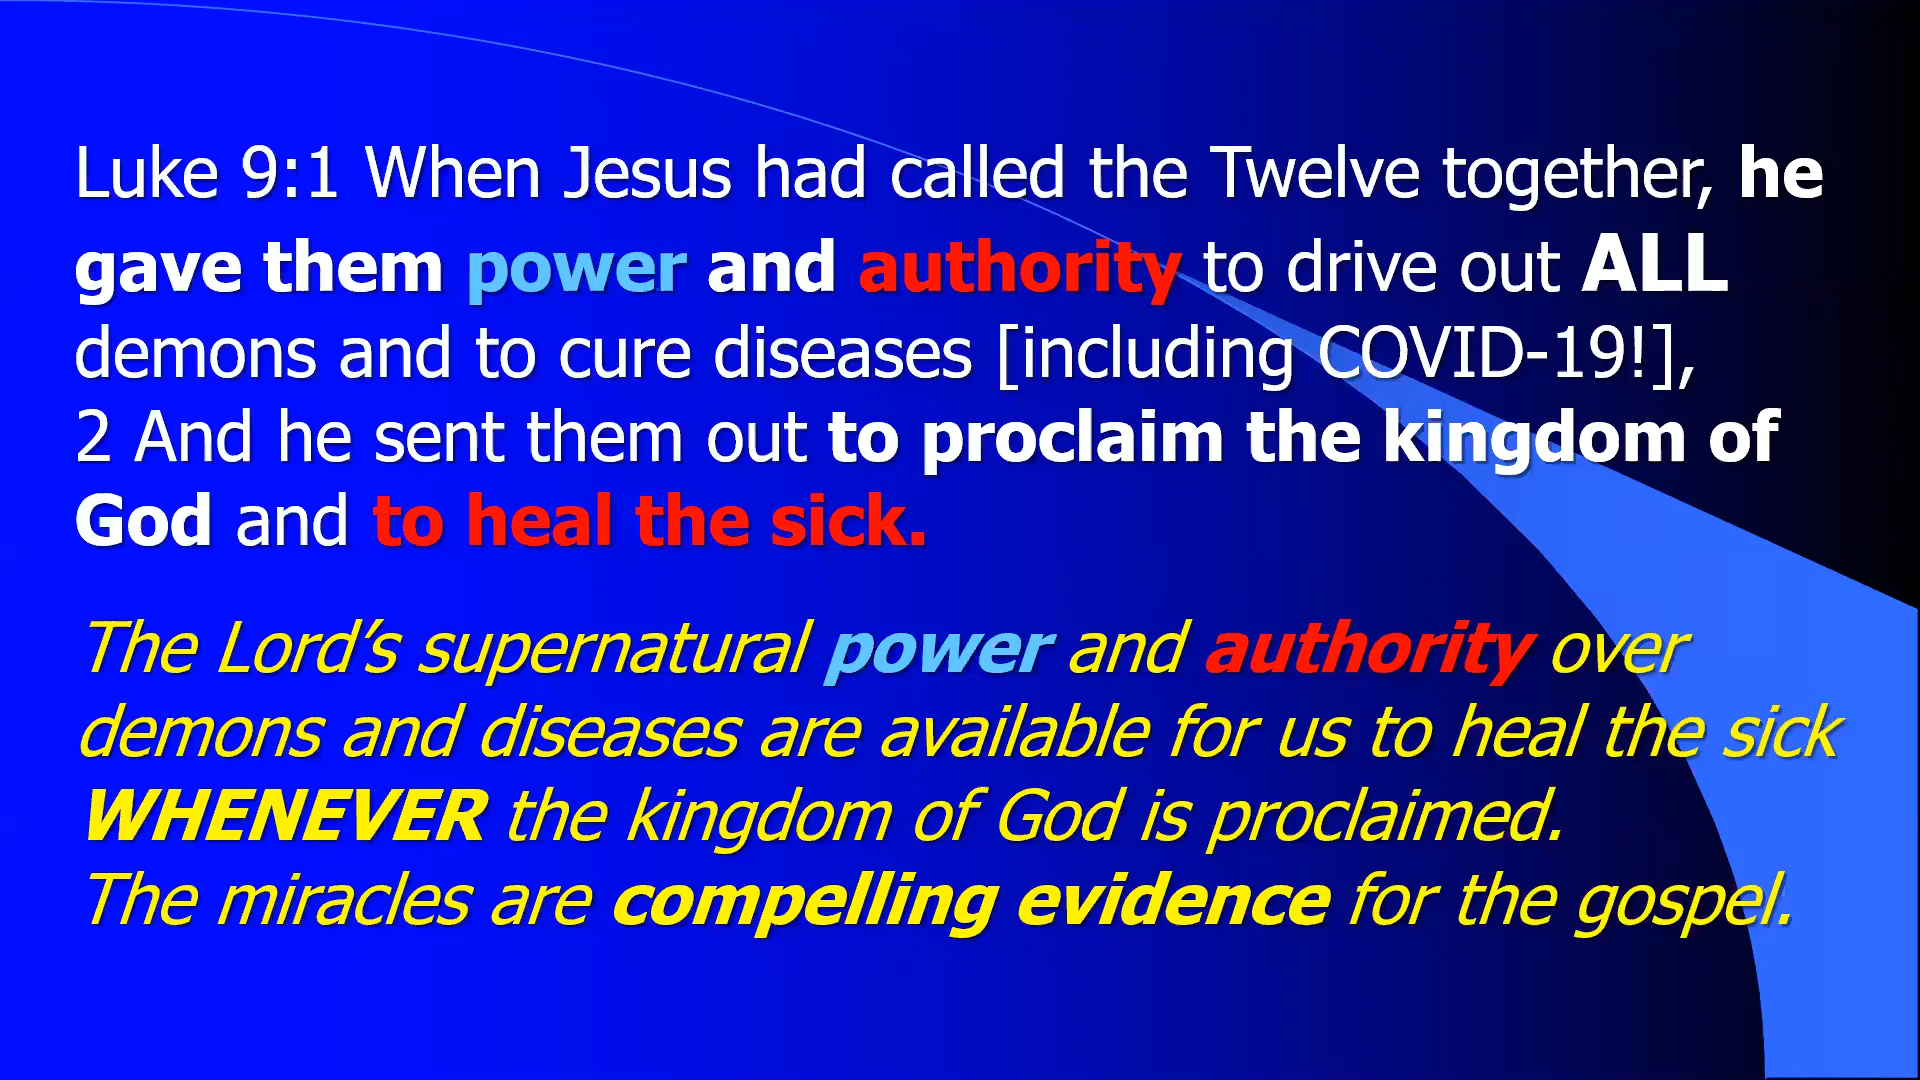 Luke 9:1 When Jesus had called the Twelve together, he
gave them power and authority to drive out ALL
demons and to cure diseases [including COVID-19!],
2 And he sent them out to proclaim the kingdom of
God and to heal the sick.
The Lord’s supernatural power and authority over
demons and diseases are available for us to heal the sick
WHENEVER the kingdom of God is proclaimed.
The miracles are compelling evidence for the gospel.